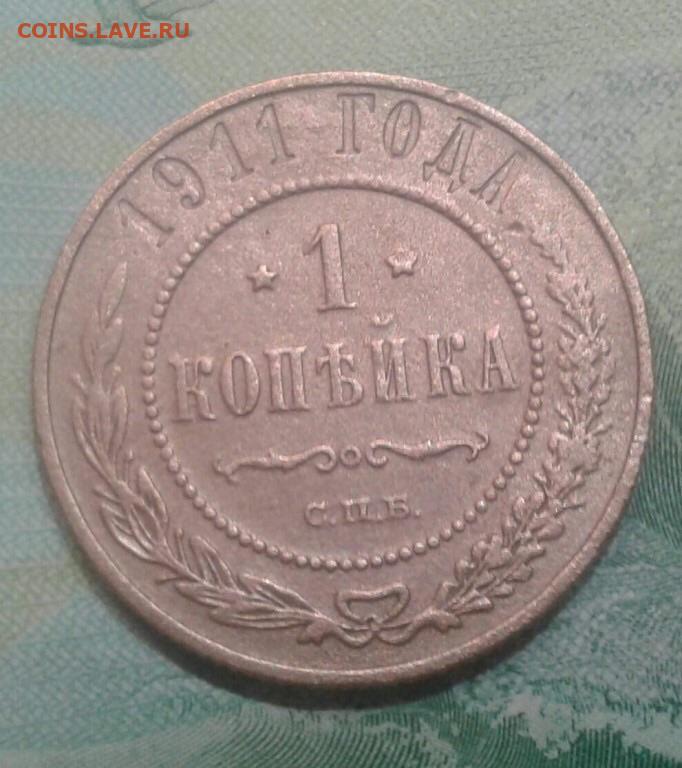 COINS.LAVE.RU
1911 ГОДА
1
КОПѢЙКА
С.П.Б.